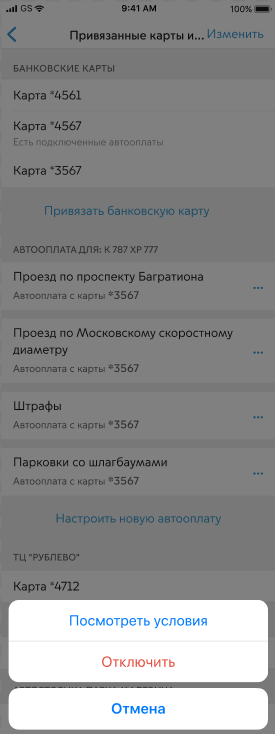 GS 9:41 AM 100%
Привязанные карты и... Изменить
БАНКОВСКИЕ КАРТЫ
Карта *4561
Карта *4567
Есть подключенные автооплаты
Карта *3567
Привязать банковскую карту
АВТООПЛАТА ДЛЯ: К 787 ХР 777
Проезд по проспекту Багратиона
Автооплата с карты *3567
Проезд по Московскому скоростному
диаметру
Автооплата с карты *3567
Штрафы
Автооплата с карты *3567
Парковки со шлагбаумами
Автооплата с карты *3567
Настроить новую автооплату
ТЦ "РУБЛЕВО"
Карта *4712
Посмотреть условия
Отключить
Отмена